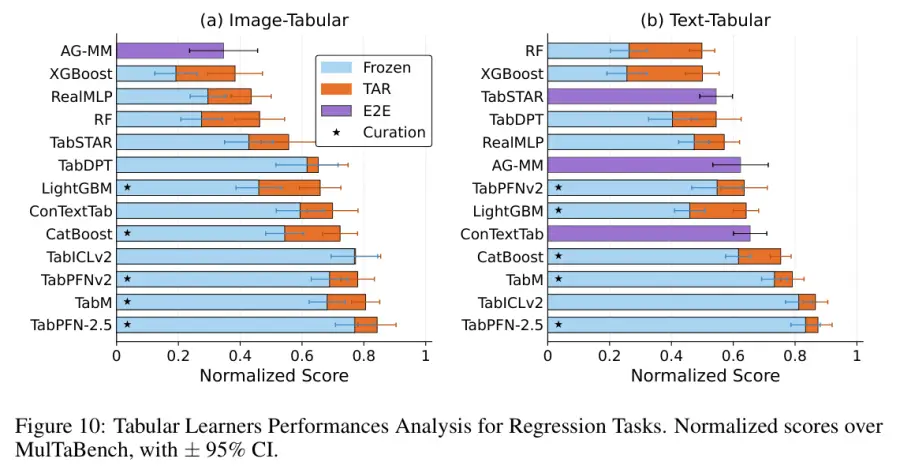 (a) Image-Tabular
AG-MM
XGBoost
RealMLP
RF
TabSTAR
TabDPT
LightGBM
ConTextTab
CatBoost
TabICLv2
TabPFNv2
TabM
TabPFN-2.5
Frozen
TAR
E2E
★ Curation
0 0.2 0.4 0.6 0.8 1
Normalized Score
(b) Text-Tabular
RF
XGBoost
TabSTAR
TabDPT
RealMLP
AG-MM
TabPFNv2
LightGBM
ConTextTab
CatBoost
TabM
TabICLv2
TabPFN-2.5
0 0.2 0.4 0.6 0.8 1
Normalized Score
Figure 10: Tabular Learners Performances Analysis for Regression Tasks. Normalized scores over
MulTaBench, with ± 95% CI.